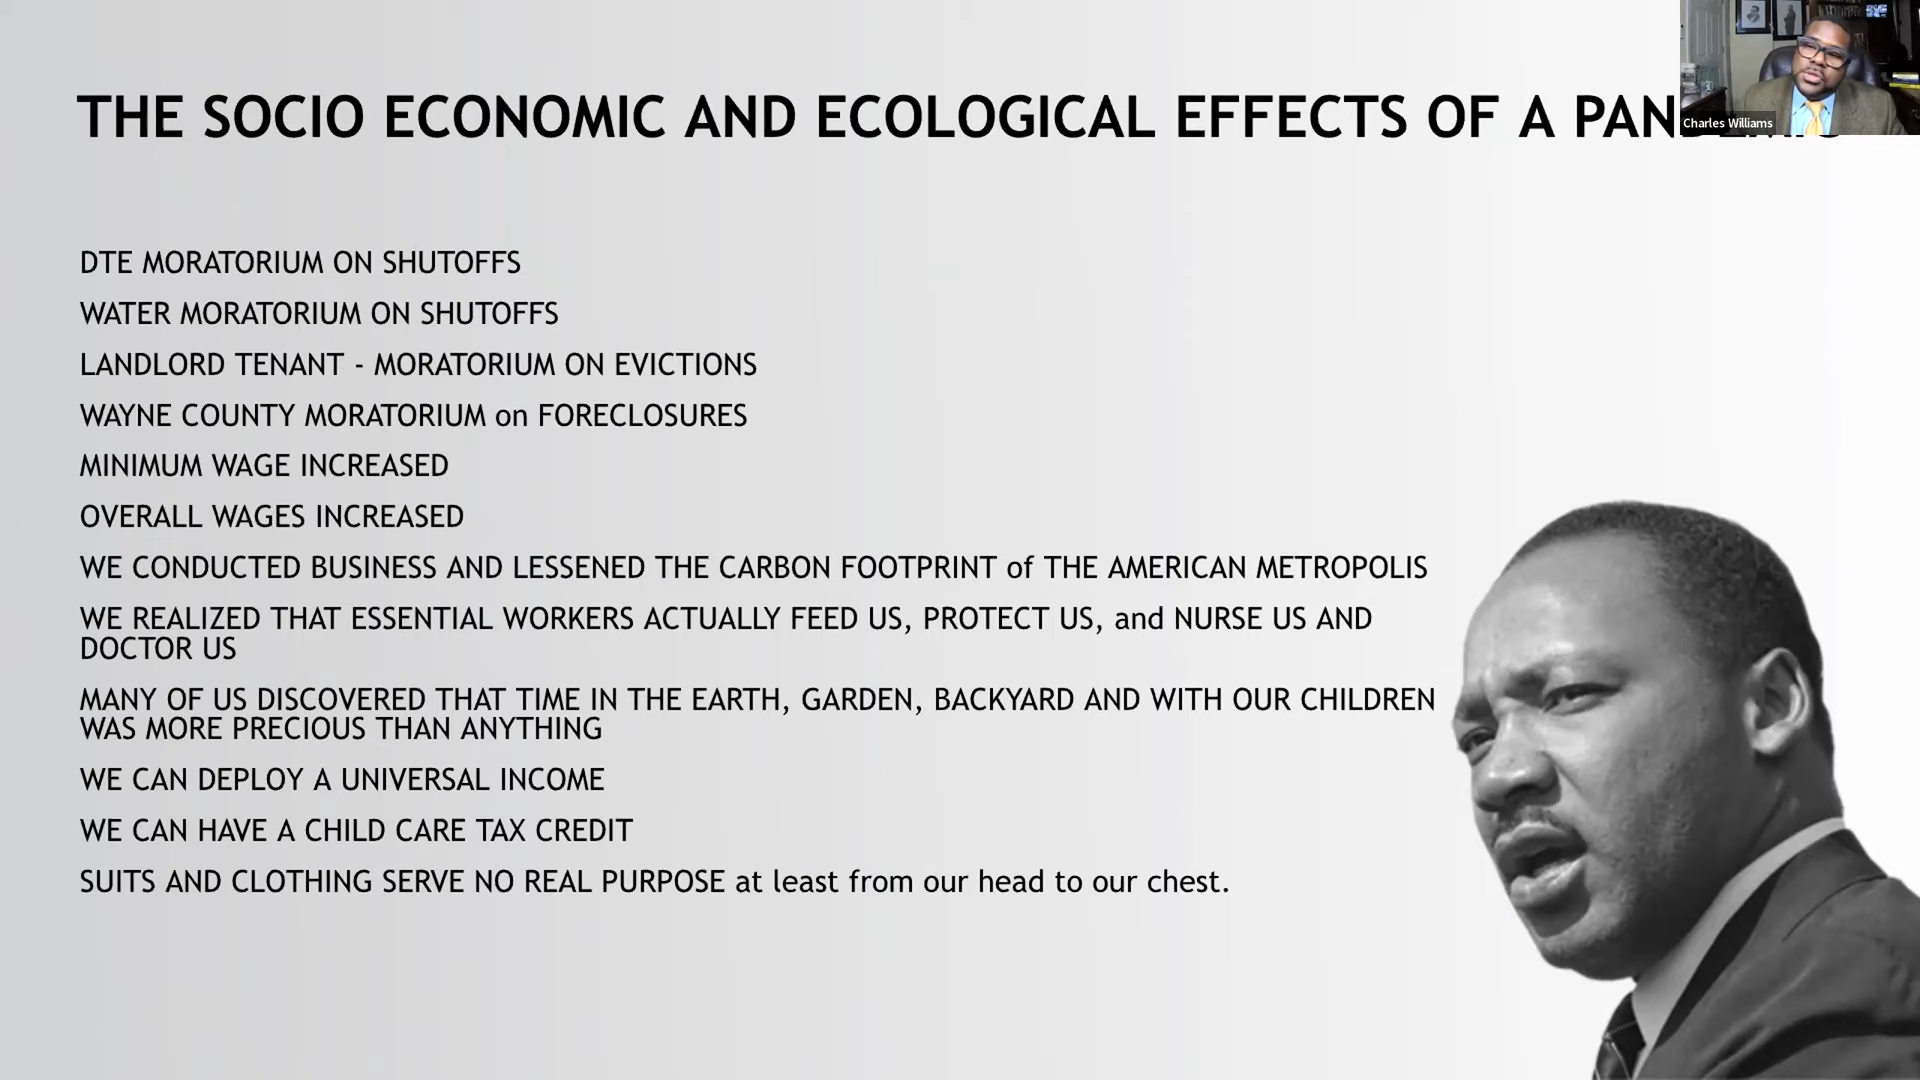 THE SOCIO ECONOMIC AND ECOLOGICAL EFFECTS OF A
Charles Williams
DTE MORATORIUM ON SHUTOFFS
WATER MORATORIUM ON SHUTOFFS
LANDLORD TENANT - MORATORIUM ON EVICTIONS
WAYNE COUNTY MORATORIUM on FORECLOSURES
MINIMUM WAGE INCREASED
OVERALL WAGES INCREASED
WE CONDUCTED BUSINESS AND LESSENED THE CARBON FOOTPRINT of THE AMERICAN METROPOLIS
WE REALIZED THAT ESSENTIAL WORKERS ACTUALLY FEED US, PROTECT US, and NURSE US AND
DOCTOR US
MANY OF US DISCOVERED THAT TIME IN THE EARTH, GARDEN, BACKYARD AND WITH OUR CHILDREN
WAS MORE PRECIOUS THAN ANYTHING
WE CAN DEPLOY A UNIVERSAL INCOME
WE CAN HAVE A CHILD CARE TAX CREDIT
SUITS AND CLOTHING SERVE NO REAL PURPOSE at least from our head to our chest.